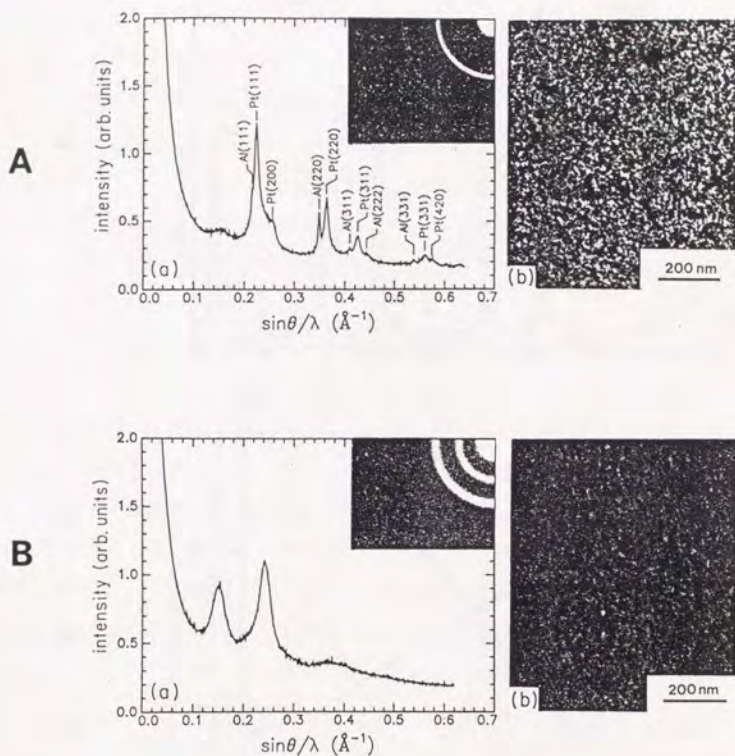 A
intensity (arb. units)
2.0
1.5
1.0
0.5
0.0
Al(111)
Pt(111)
Pt(200)
Al(220)
Pt(220)
Al(311)
Pt(311)
Al(222)
Al(331)
Pt(331)
Pt(420)
(a)
0.0 0.1 0.2 0.3 0.4 0.5 0.6 0.7
sinθ/λ (Å⁻¹)
(b)
200 nm
B
intensity (arb. units)
2.0
1.5
1.0
0.5
0.0
(a)
0.0 0.1 0.2 0.3 0.4 0.5 0.6 0.7
sinθ/λ (Å⁻¹)
(b)
200 nm